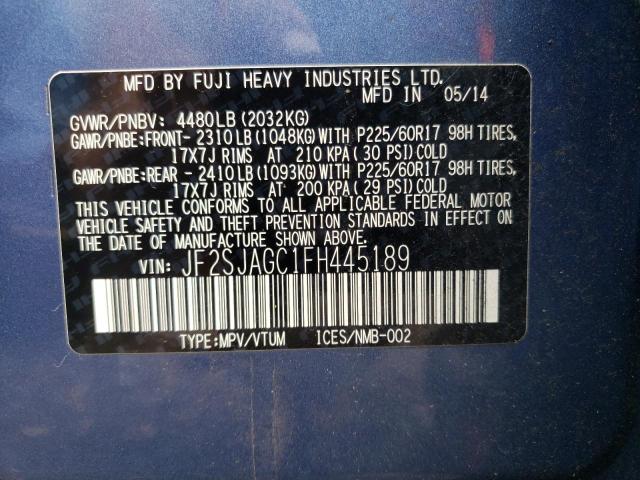 MFD BY FUJI HEAVY INDUSTRIES LTD.
MFD IN 05/14
GVWR/PNBV: 4480LB (2032KG)
GAWR/PNBE:FRONT-2310LB(1048KG)WITH P225/60R17 98H TIRES,
17X7J RIMS AT 210 KPA (30 PSI)COLD
GAWR/PNBE:REAR -2410LB(1093KG)WITH P225/60R17 98H TIRES,
17X7J RIMS AT 200 KPA (29 PSI)COLD
THIS VEHICLE CONFORMS TO ALL APPLICABLE FEDERAL MOTOR
VEHICLE SAFETY AND THEFT PREVENTION STANDARDS IN EFFECT ON
THE DATE OF MANUFACTURE SHOWN ABOVE.
VIN: JF2SJAGC1FH445189
TYPE:MPV/VTUM ICES/NMB-002